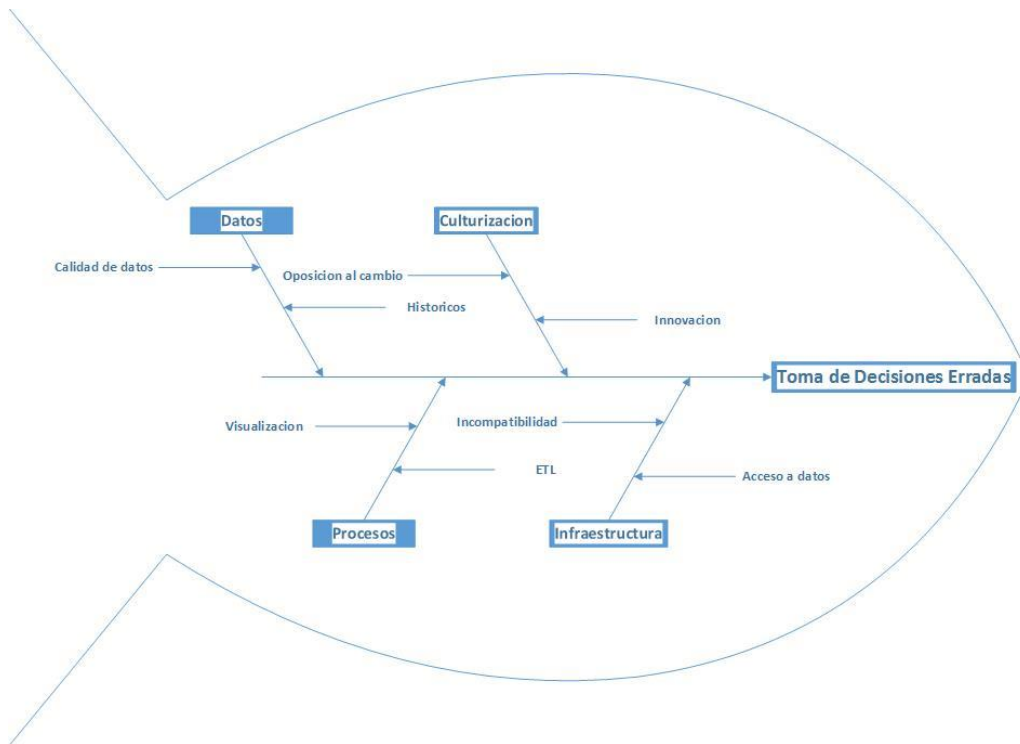 Datos
Culturizacion
Calidad de datos
Oposicion al cambio
Historicos
Innovacion
Toma de Decisiones Erradas
Visualizacion
Incompatibilidad
ETL
Acceso a datos
Procesos
Infraestructura